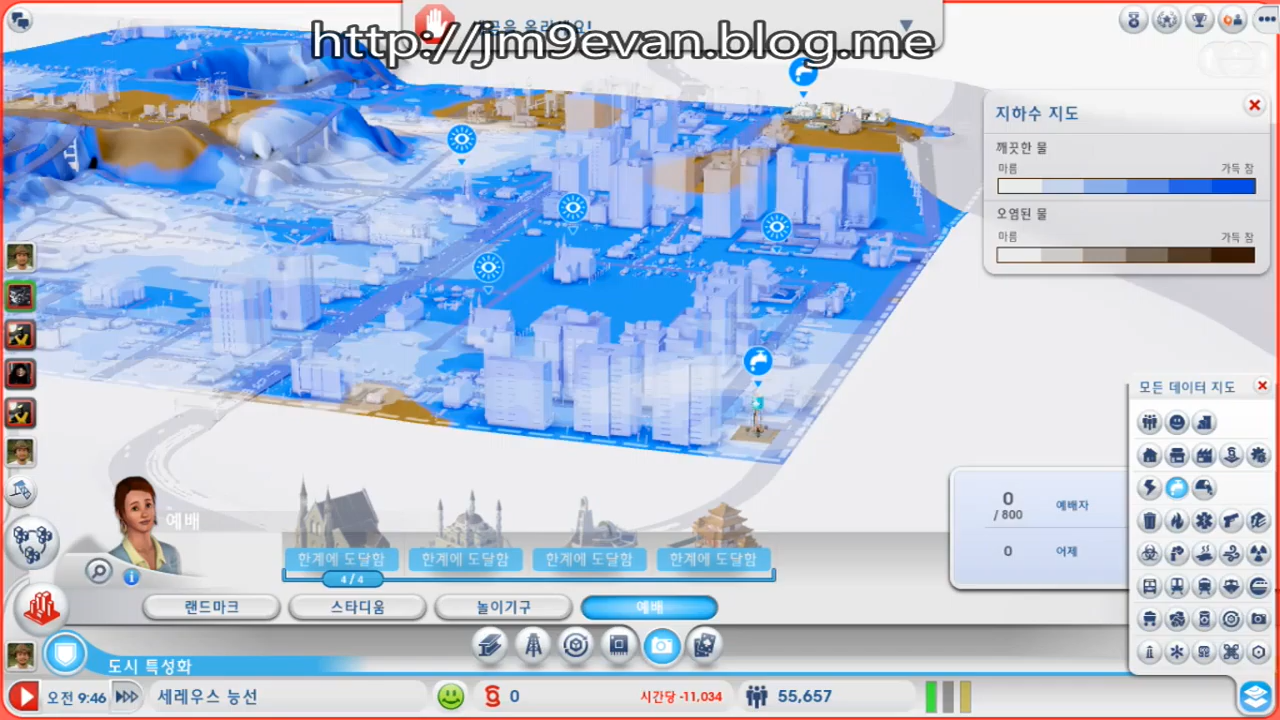 http://jm9evan.blog.me
지하수 지도
깨끗한 물
마름
가득 참
오염된 물
마름
가득 참
모든 데이터 지도
예배
한계에 도달함
한계에 도달함
한계에 도달함
한계에 도달함
4/4
0
/ 800
예배자
0
어제
랜드마크
스타디움
놀이기구
예배
도시 특성화
오전 9:46
세레우스 능선
0
시간당 -11,034
55,657